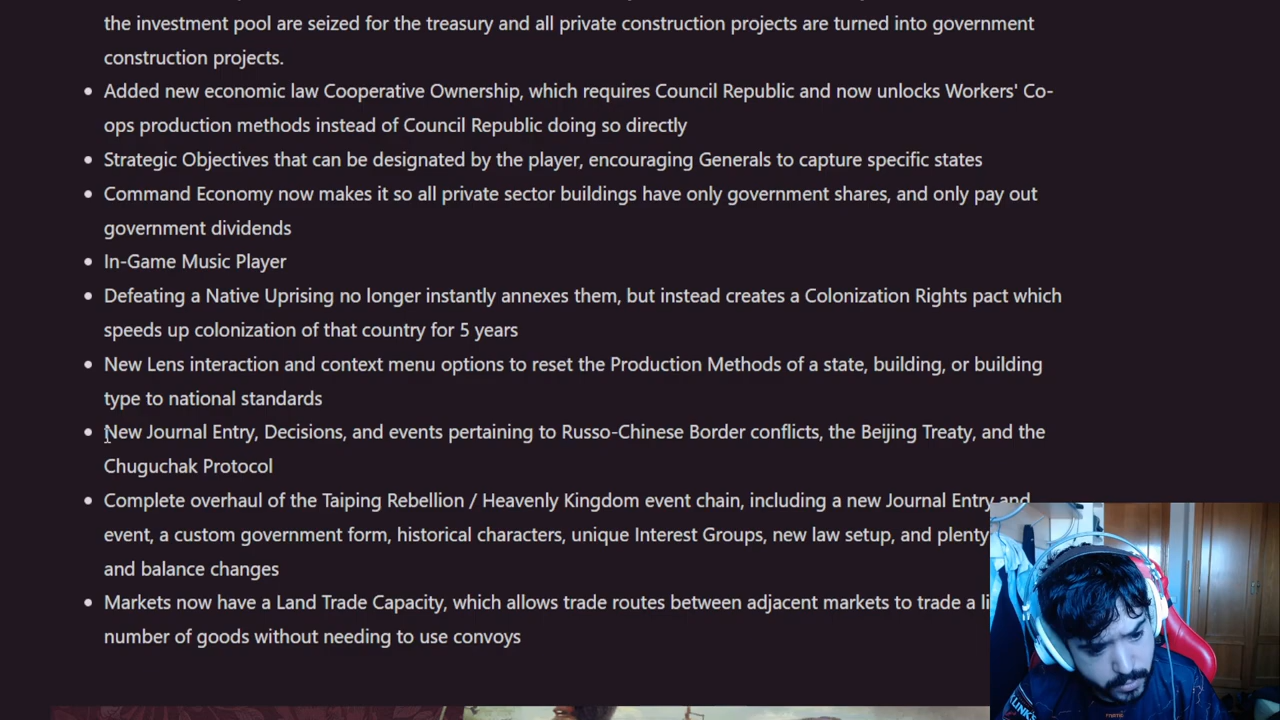 the investment pool are seized for the treasury and all private construction projects are turned into government
construction projects.
Added new economic law Cooperative Ownership, which requires Council Republic and now unlocks Workers' Co-
ops production methods instead of Council Republic doing so directly
Strategic Objectives that can be designated by the player, encouraging Generals to capture specific states
Command Economy now makes it so all private sector buildings have only government shares, and only pay out
government dividends
In-Game Music Player
Defeating a Native Uprising no longer instantly annexes them, but instead creates a Colonization Rights pact which
speeds up colonization of that country for 5 years
New Lens interaction and context menu options to reset the Production Methods of a state, building, or building
type to national standards
New Journal Entry, Decisions, and events pertaining to Russo-Chinese Border conflicts, the Beijing Treaty, and the
Chuguchak Protocol
Complete overhaul of the Taiping Rebellion / Heavenly Kingdom event chain, including a new Journal Entry and
event, a custom government form, historical characters, unique Interest Groups, new law setup, and plenty
and balance changes
Markets now have a Land Trade Capacity, which allows trade routes between adjacent markets to trade a li
number of goods without needing to use convoys